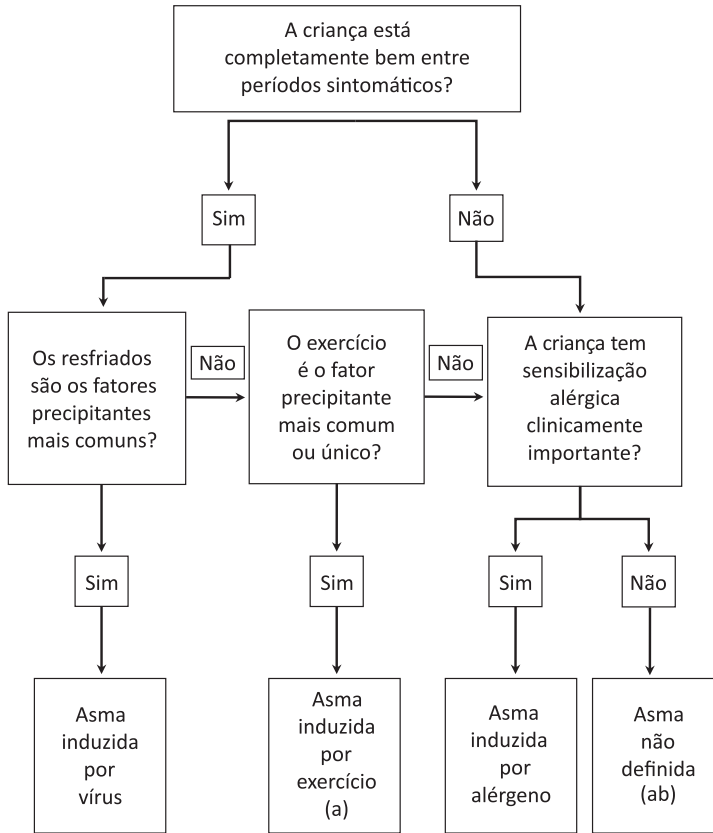 A criança está
completamente bem entre
períodos sintomáticos?
Sim
Não
Os resfriados
são os fatores
precipitantes
mais comuns?
Não
O exercício
é o fator
precipitante
mais comum
ou único?
Não
A criança tem
sensibilização
alérgica
clinicamente
importante?
Sim
Sim
Sim
Não
Asma
induzida
por
vírus
Asma
induzida
por
exercício
(a)
Asma
induzida
por
alérgeno
Asma
não
definida
(ab)